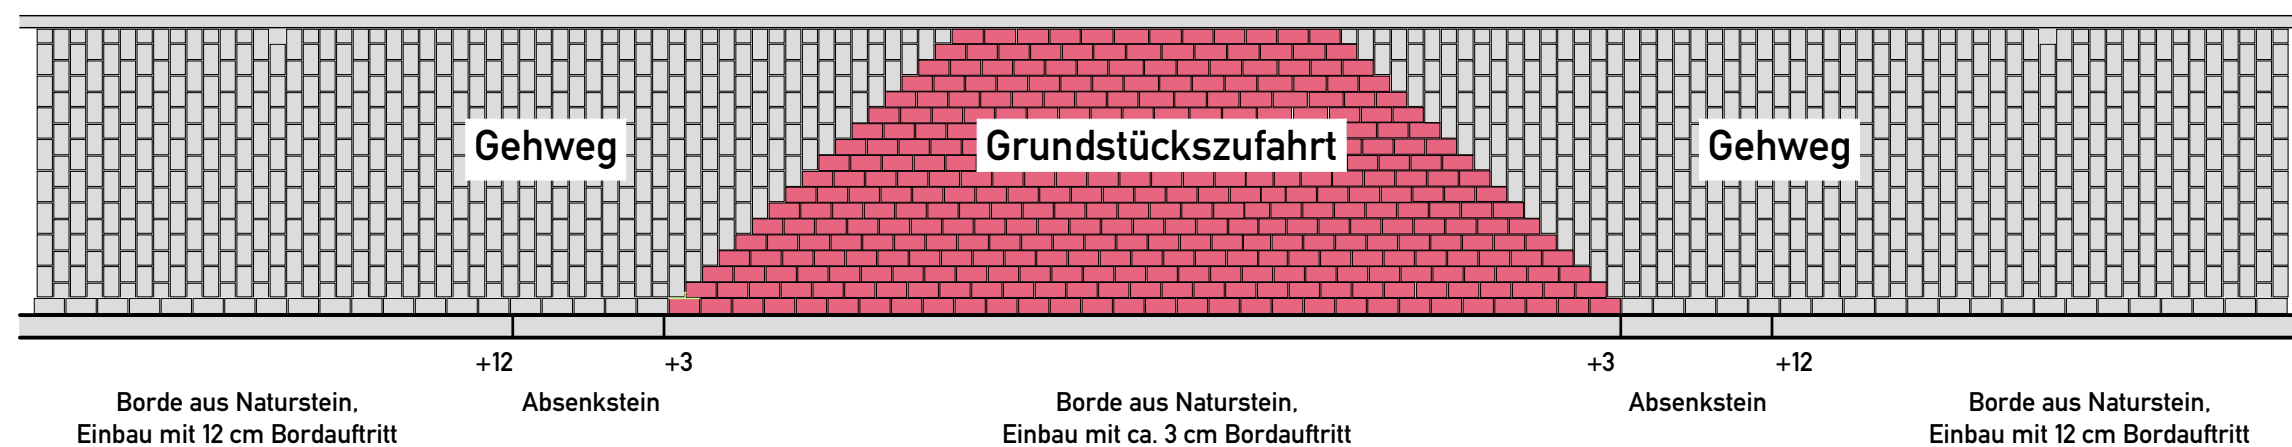 Gehweg
Grundstückszufahrt
Gehweg
+12
+3
+3
+12
Borde aus Naturstein,
Einbau mit 12 cm Bordauftritt
Absenkstein
Borde aus Naturstein,
Einbau mit ca. 3 cm Bordauftritt
Absenkstein
Borde aus Naturstein,
Einbau mit 12 cm Bordauftritt